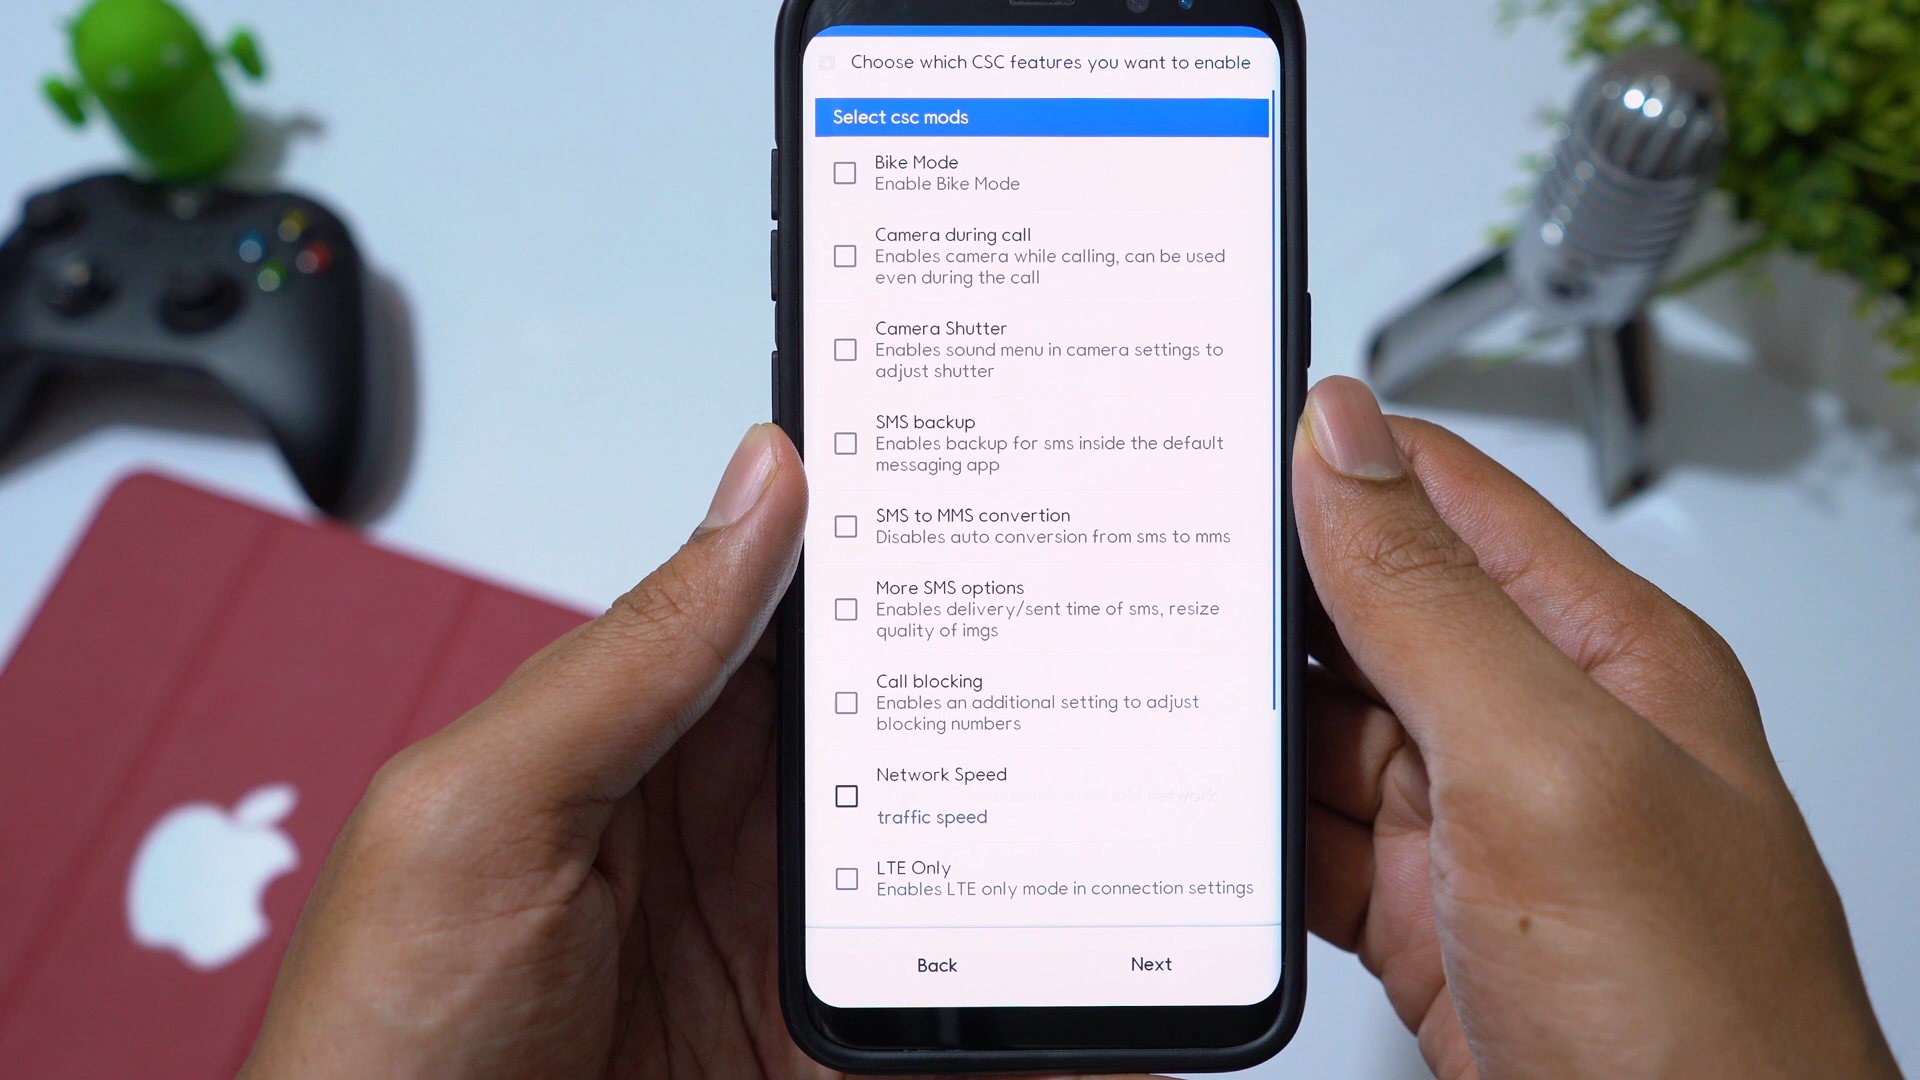 Choose which CSC features you want to enable
Select csc mods
Bike Mode
Enable Bike Mode
Camera during call
Enables camera while calling, can be used
even during the call
Camera Shutter
Enables sound menu in camera settings to
adjust shutter
SMS backup
Enables backup for sms inside the default
messaging app
SMS to MMS convertion
Disables auto conversion from sms to mms
More SMS options
Enables delivery/sent time of sms, resize
quality of imgs
Call blocking
Enables an additional setting to adjust
blocking numbers
Network Speed
network
traffic speed
LTE Only
Enables LTE only mode in connection settings
Back
Next